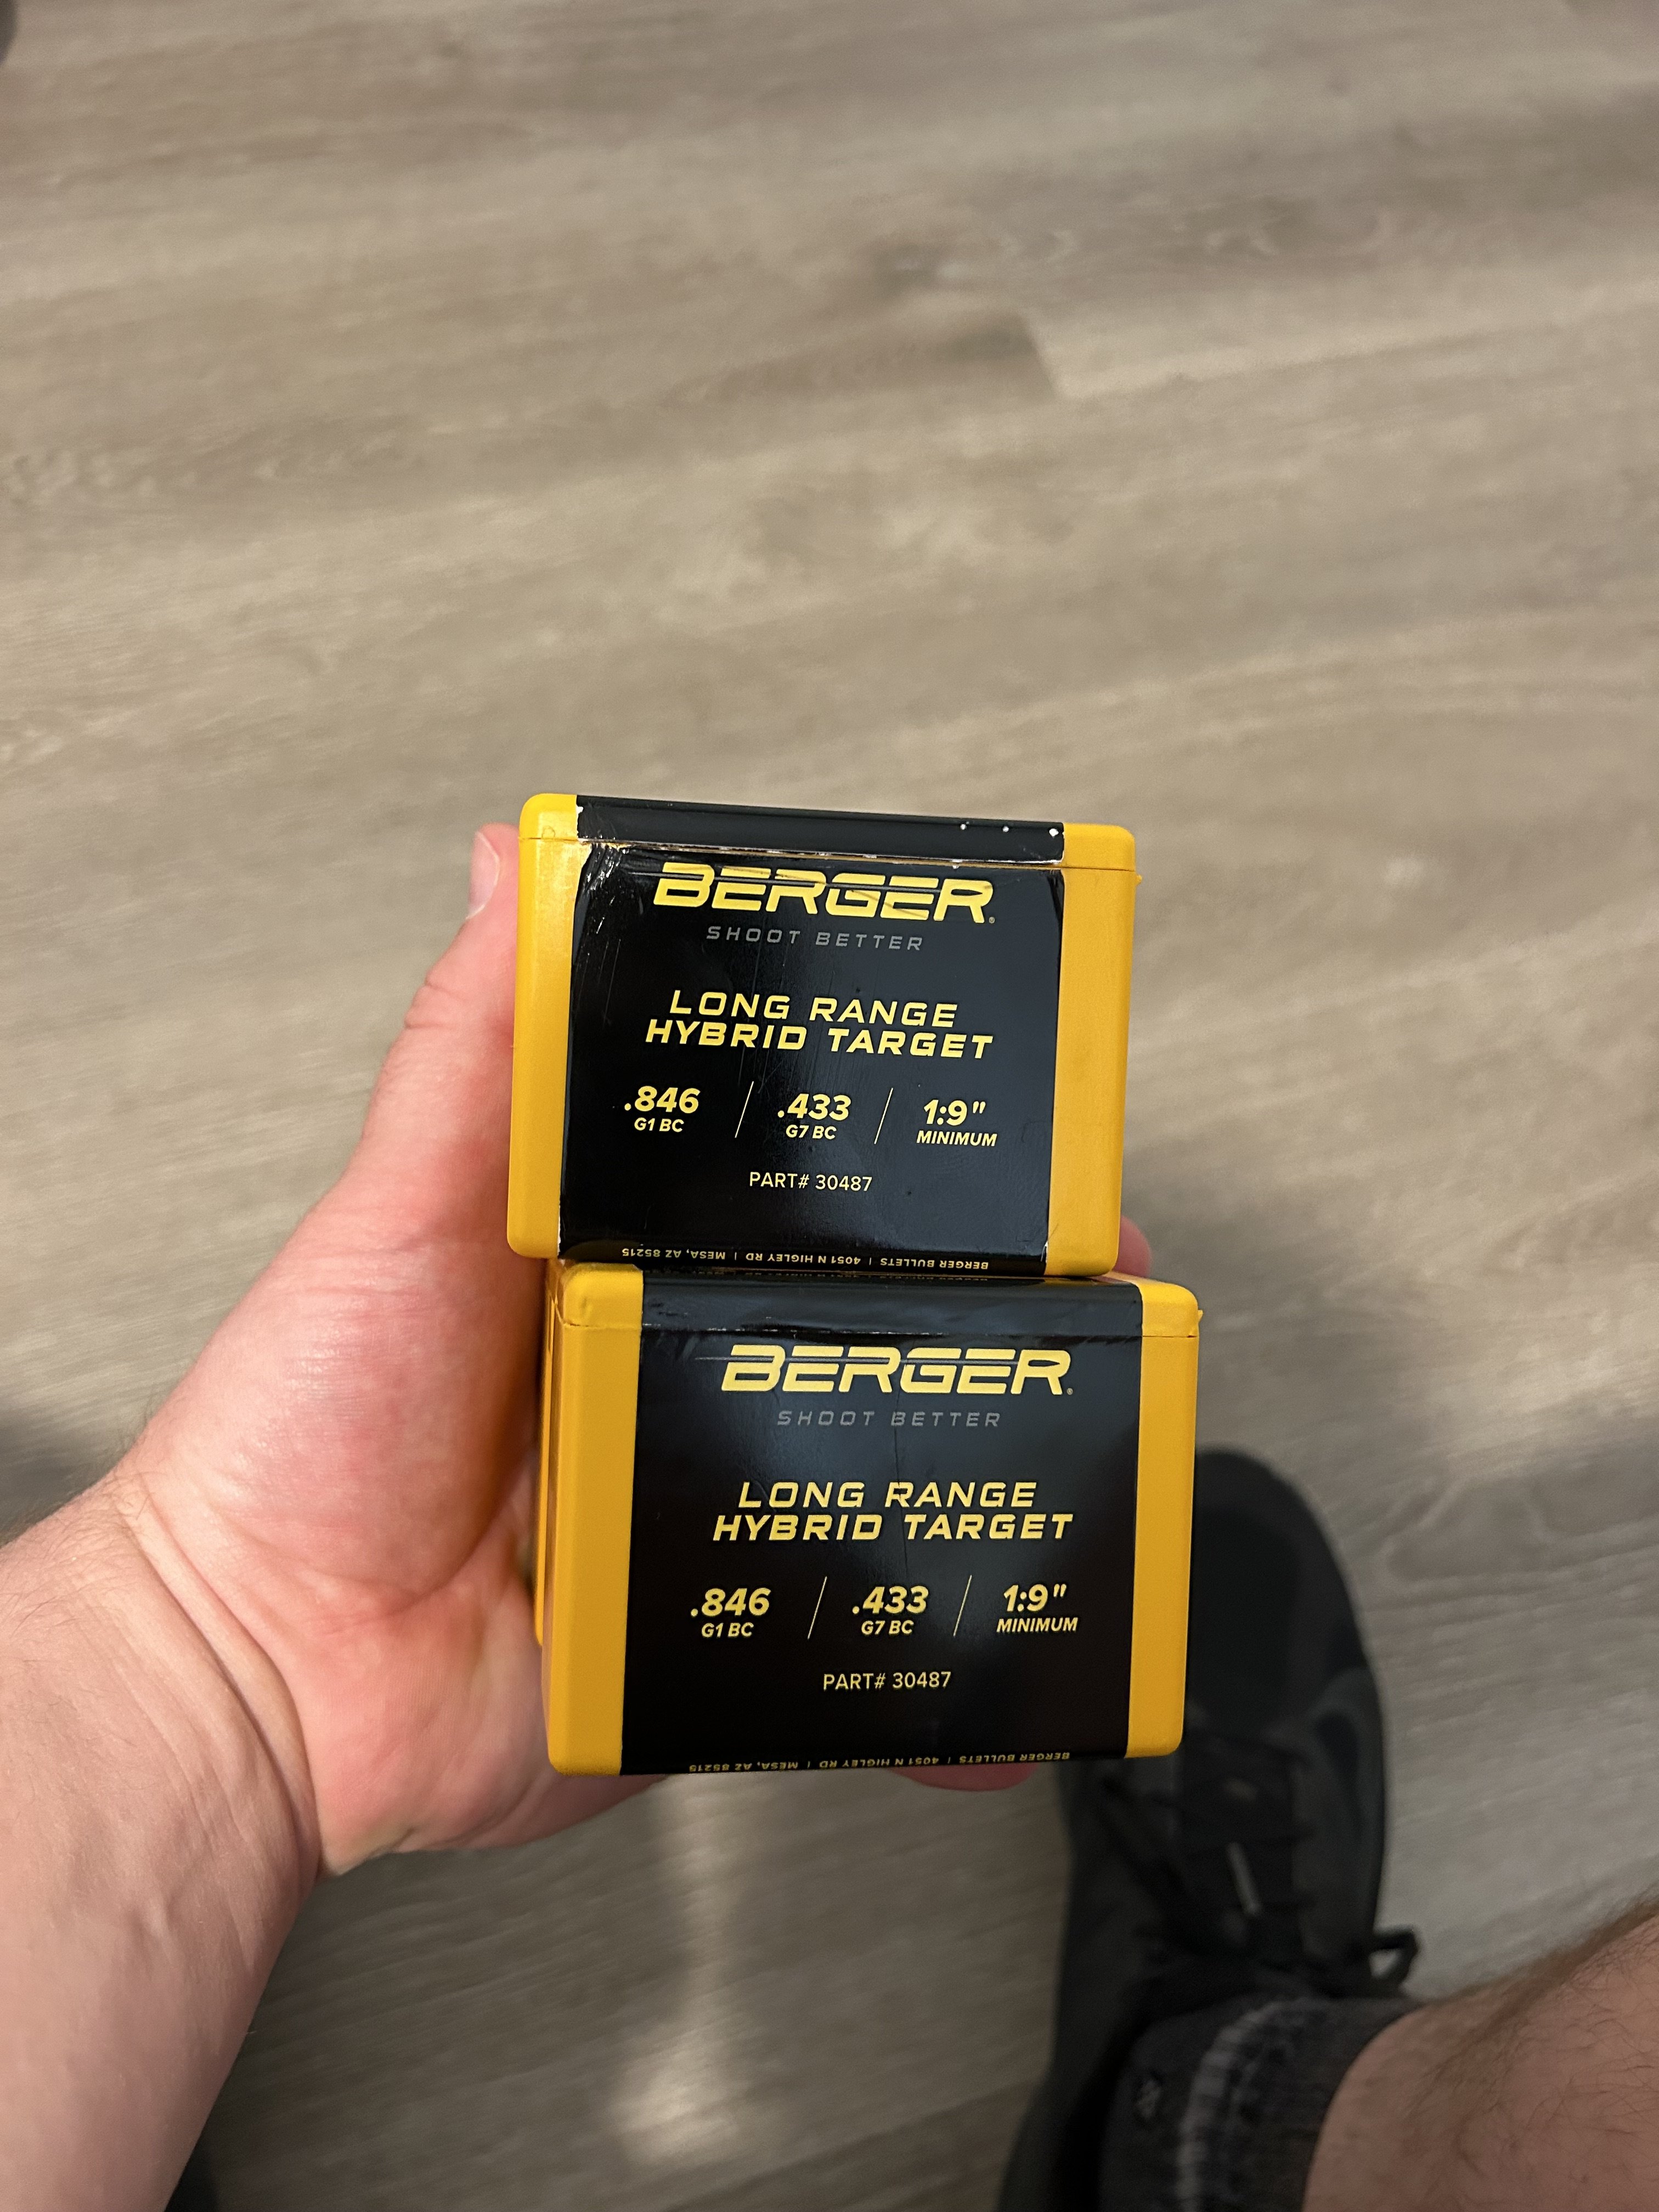 BERGER®
SHOOT BETTER
LONG RANGE
HYBRID TARGET
.846 / .433 / 1:9"
G1 BC G7 BC MINIMUM
PART# 30487
BERGER BULLETS | 4051 N HIGLEY RD | MESA, AZ 85215
BERGER®
SHOOT BETTER
LONG RANGE
HYBRID TARGET
.846 / .433 / 1:9"
G1 BC G7 BC MINIMUM
PART# 30487
BERGER BULLETS | 4051 N HIGLEY RD | MESA, AZ 85215